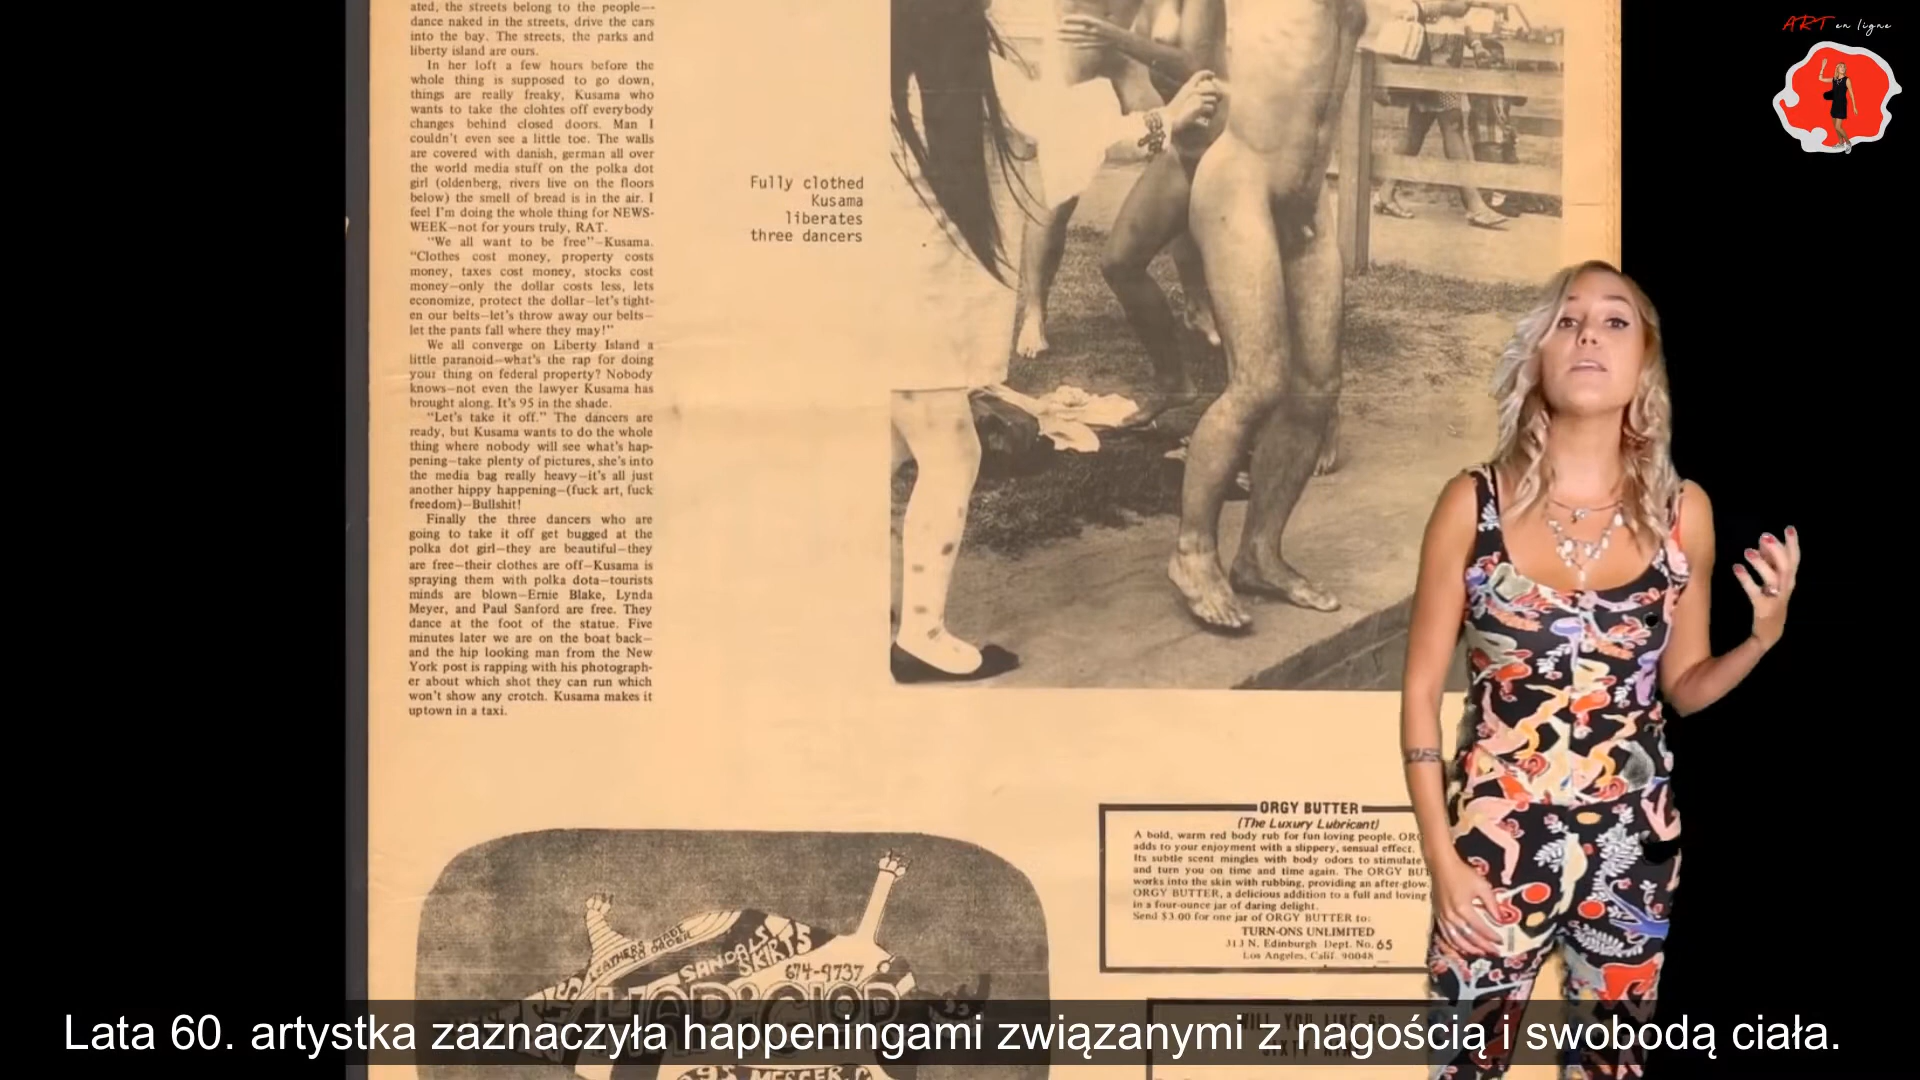 ated, the streets belong to the people—
dance naked in the streets, drive the cars
into the bay. The streets, the parks and
liberty island are ours.
In her loft a few hours before the
whole thing is supposed to go down,
things are really freaky, Kusama who
wants to take the clohtes off everybody
changes behind closed doors. Man I
couldn't even see a little toe. The walls
are covered with danish, german all over
the world media stuff on the polka dot
girl (oldenberg, rivers live on the floors
below) the smell of bread is in the air. I
feel I'm doing the whole thing for NEWS-
WEEK—not for yours truly, RAT.
"We all want to be free"—Kusama.
"Clothes cost money, property costs
money, taxes cost money, stocks cost
money—only the dollar costs less, lets
economize, protect the dollar—let's tight-
en our belts—let's throw away our belts—
let the pants fall where they may!"
We all converge on Liberty Island a
little paranoid—what's the rap for doing
your thing on federal property? Nobody
knows—not even the lawyer Kusama has
brought along. It's 95 in the shade.
"Let's take it off." The dancers are
ready, but Kusama wants to do the whole
thing where nobody will see what's hap-
pening—take plenty of pictures, she's into
the media bag really heavy—it's all just
another hippy happening—(fuck art, fuck
freedom)—Bullshit!
Finally the three dancers who are
going to take it off get bugged at the
polka dot girl—they are beautiful—they
are free—their clothes are off—Kusama is
spraying them with polka dota—tourists
minds are blown—Ernie Blake, Lynda
Meyer, and Paul Sanford are free. They
dance at the foot of the statue. Five
minutes later we are on the boat back—
and the hip looking man from the New
York post is rapping with his photograph-
er about which shot they can run which
won't show any crotch. Kusama makes it
uptown in a taxi.
Fully clothed
Kusama
liberates
three dancers
ART en ligne
ORGY BUTTER
(The Luxury Lubricant)
A bold, warm red body rub for fun loving people.
adds to your enjoyment with a slippery, sensual effect.
Its subtle scent mingles with body odors to stimulate
and turn you on time and time again. The ORGY
works into the skin with rubbing, providing an after-glow.
ORGY BUTTER, a delicious addition to a full and loving
in a four-ounce jar of daring delight.
Send $3.00 for one jar of ORGY BUTTER to:
TURN-ONS UNLIMITED
313 N. Edinburgh Dept. No. 65
Los Angeles, Calif. 90048
LEATHERS MADE
TO ORDER
SANDALS
SKIRTS
674-9737
Lata 60. artystka zaznaczyła happeningami związanymi z nagością i swobodą ciała.